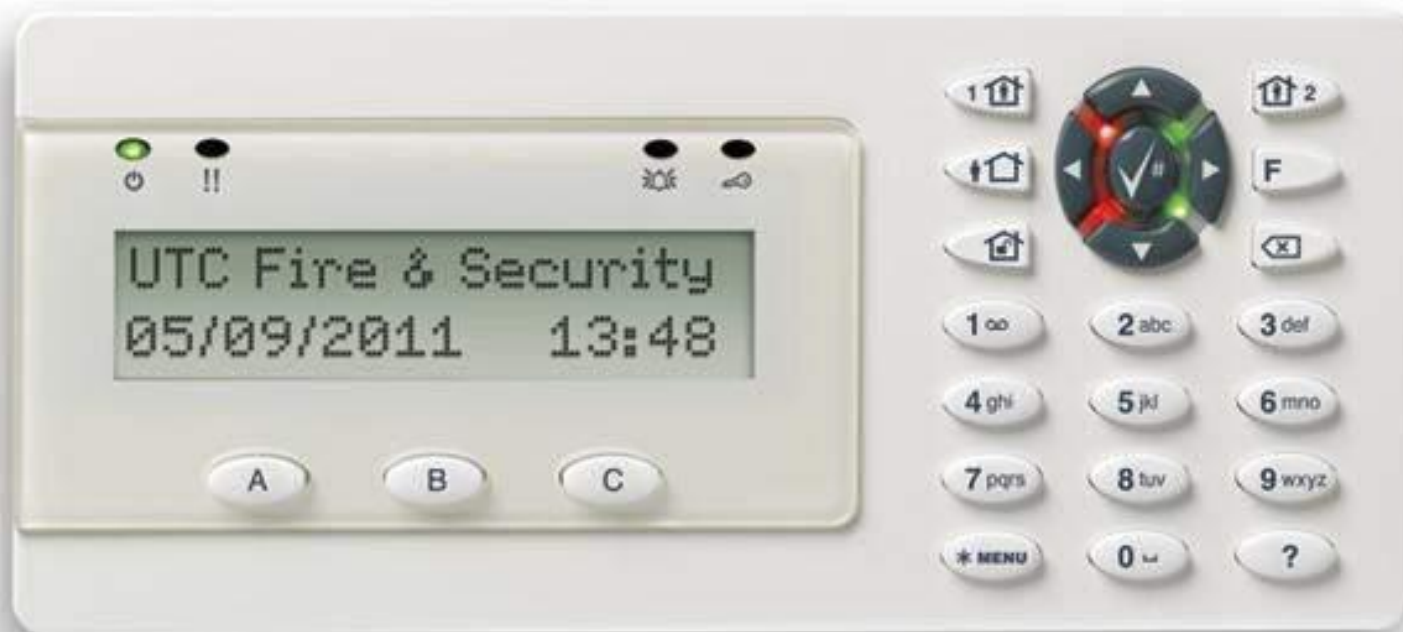 UTC Fire & Security
05/09/2011 13:48
A B C
1 2
F
#
1 2 abc 3 def
4 ghi 5 jkl 6 mno
7 pqrs 8 tuv 9 wxyz
* MENU 0 ?
!!